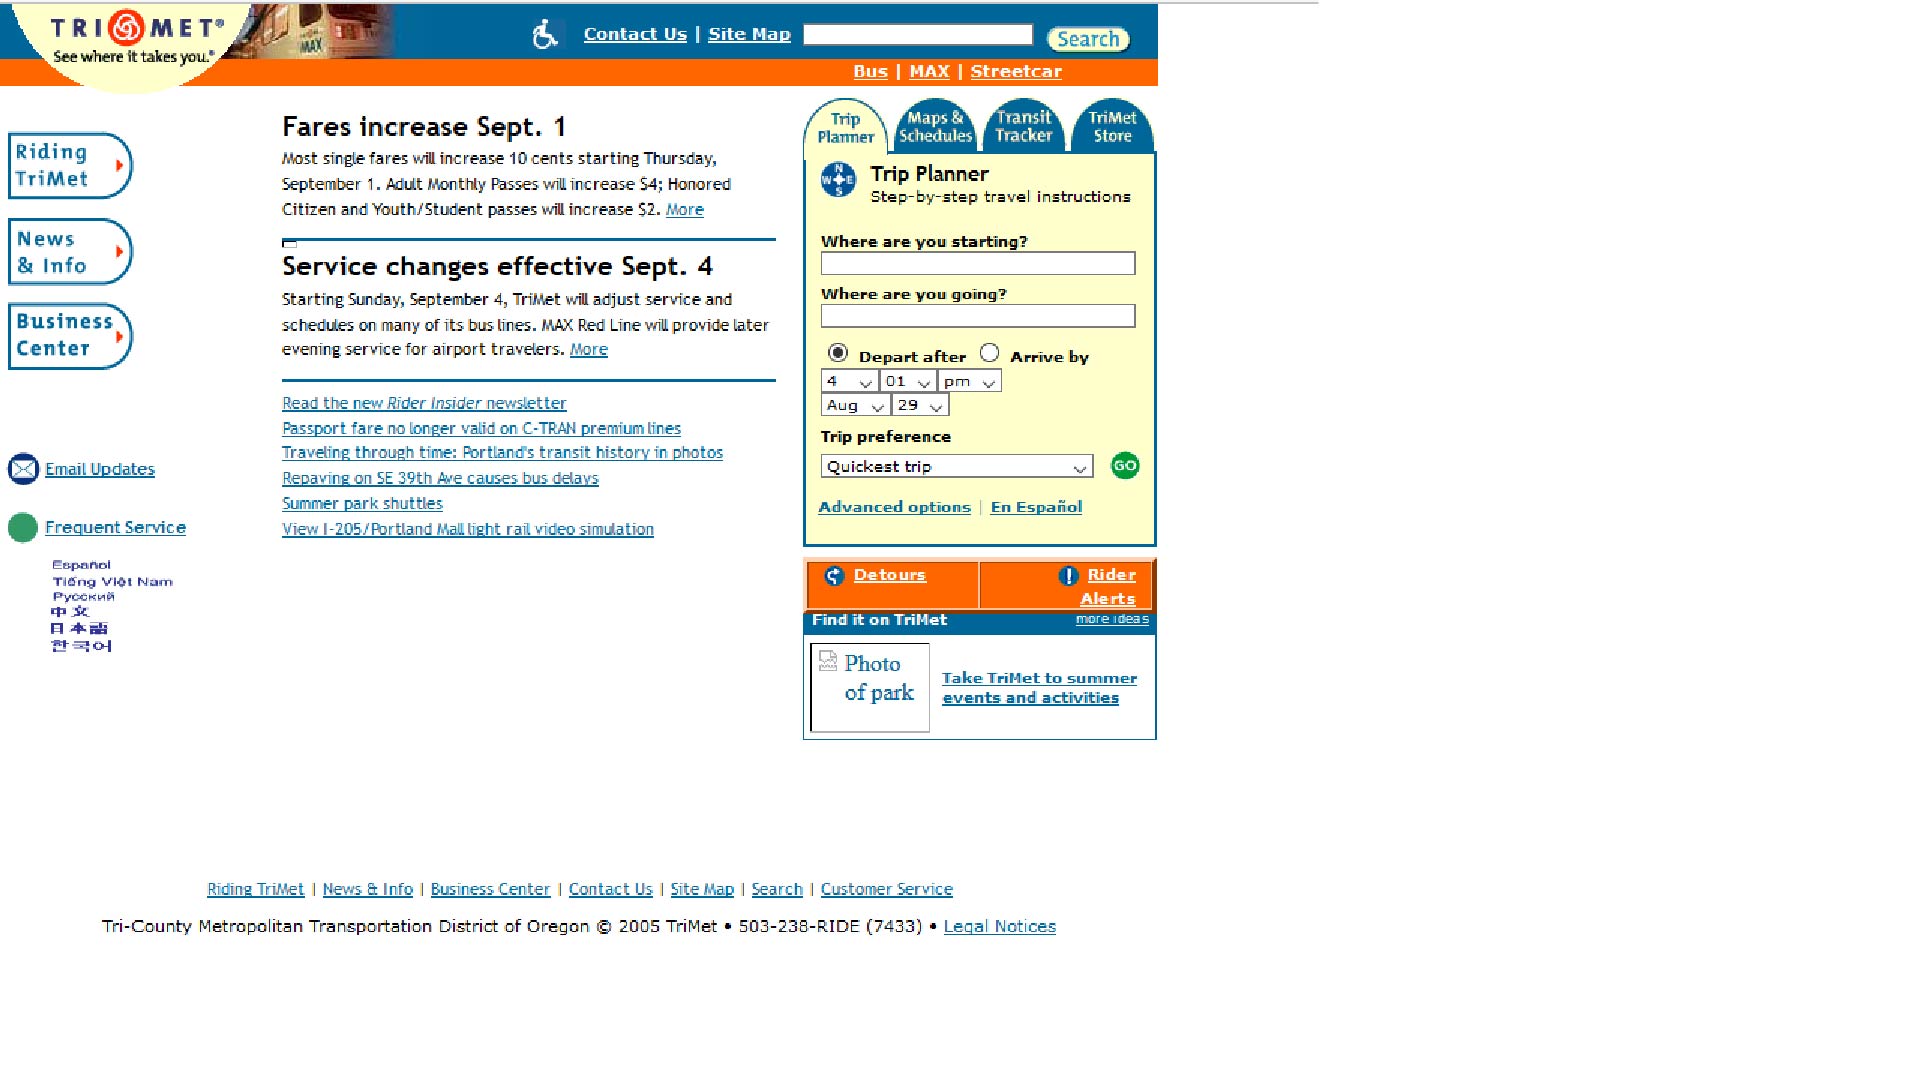 TRI MET®
See where it takes you.®
MAX
Contact Us | Site Map
Search
Bus | MAX | Streetcar
Riding
TriMet
News
& Info
Business
Center
Email Updates
Frequent Service
Español
Tiếng Việt Nam
Русский
中文
日本語
한국어
Fares increase Sept. 1
Most single fares will increase 10 cents starting Thursday,
September 1. Adult Monthly Passes will increase $4; Honored
Citizen and Youth/Student passes will increase $2. More
Service changes effective Sept. 4
Starting Sunday, September 4, TriMet will adjust service and
schedules on many of its bus lines. MAX Red Line will provide later
evening service for airport travelers. More
Read the new Rider Insider newsletter
Passport fare no longer valid on C-TRAN premium lines
Traveling through time: Portland's transit history in photos
Repaving on SE 39th Ave causes bus delays
Summer park shuttles
View I-205/Portland Mall light rail video simulation
Trip
Planner
Maps &
Schedules
Transit
Tracker
TriMet
Store
N
W E
S
Trip Planner
Step-by-step travel instructions
Where are you starting?
Where are you going?
Depart after Arrive by
4 01 pm
Aug 29
Trip preference
Quickest trip GO
Advanced options | En Español
Detours
Rider
Alerts
Find it on TriMet more ideas
Photo
of park
Take TriMet to summer
events and activities
Riding TriMet | News & Info | Business Center | Contact Us | Site Map | Search | Customer Service
Tri-County Metropolitan Transportation District of Oregon © 2005 TriMet • 503-238-RIDE (7433) • Legal Notices